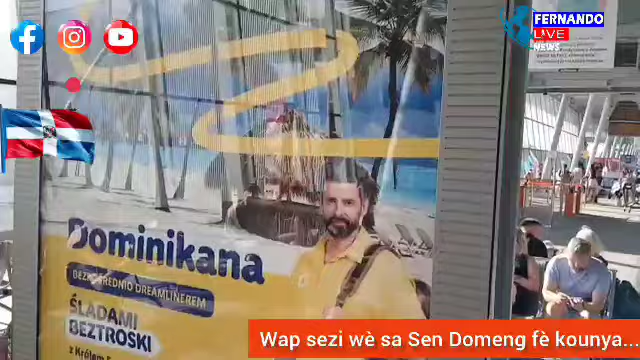 FERNANDO
LIVE
NEWS
Dominikana
BEZPOŚREDNIO DREAMLINEREM
ŚLADAMI
BEZTROSKI
z Królem
Wap sezi wè sa Sen Domeng fè kounya...